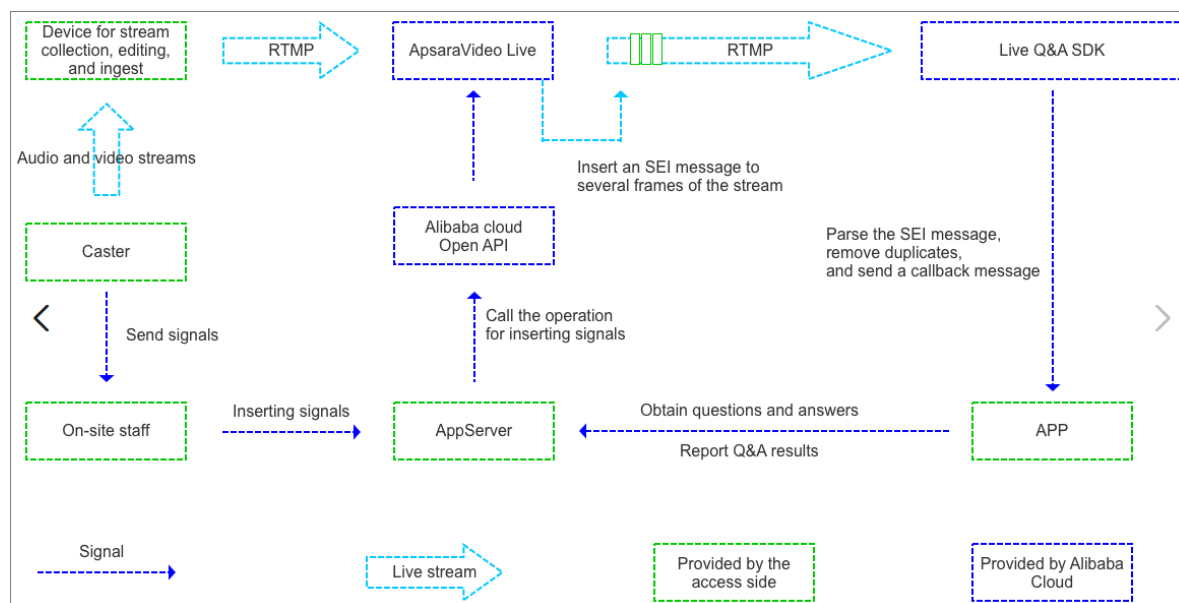 Device for stream
collection, editing,
and ingest
RTMP
ApsaraVideo Live
RTMP
Live Q&A SDK
Audio and video streams
Insert an SEI message to
several frames of the stream
Caster
Alibaba cloud
Open API
Parse the SEI message,
remove duplicates,
and send a callback message
Send signals
Call the operation
for inserting signals
On-site staff
Inserting signals
AppServer
Obtain questions and answers
Report Q&A results
APP
Signal
Live stream
Provided by the
access side
Provided by Alibaba
Cloud